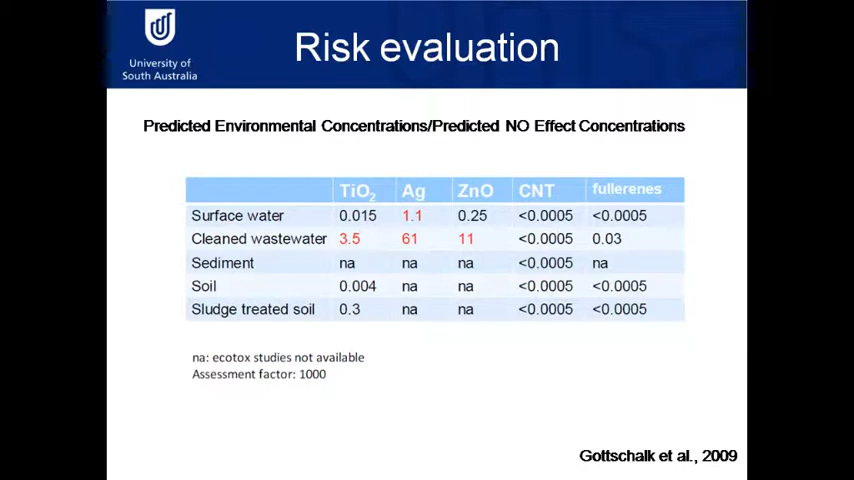 University of
South Australia
Risk evaluation
Predicted Environmental Concentrations/Predicted NO Effect Concentrations
TiO₂ Ag ZnO CNT fullerenes
Surface water 0.015 1.1 0.25 <0.0005 <0.0005
Cleaned wastewater 3.5 61 11 <0.0005 0.03
Sediment na na na <0.0005 na
Soil 0.004 na na <0.0005 <0.0005
Sludge treated soil 0.3 na na <0.0005 <0.0005
na: ecotox studies not available
Assessment factor: 1000
Gottschalk et al., 2009